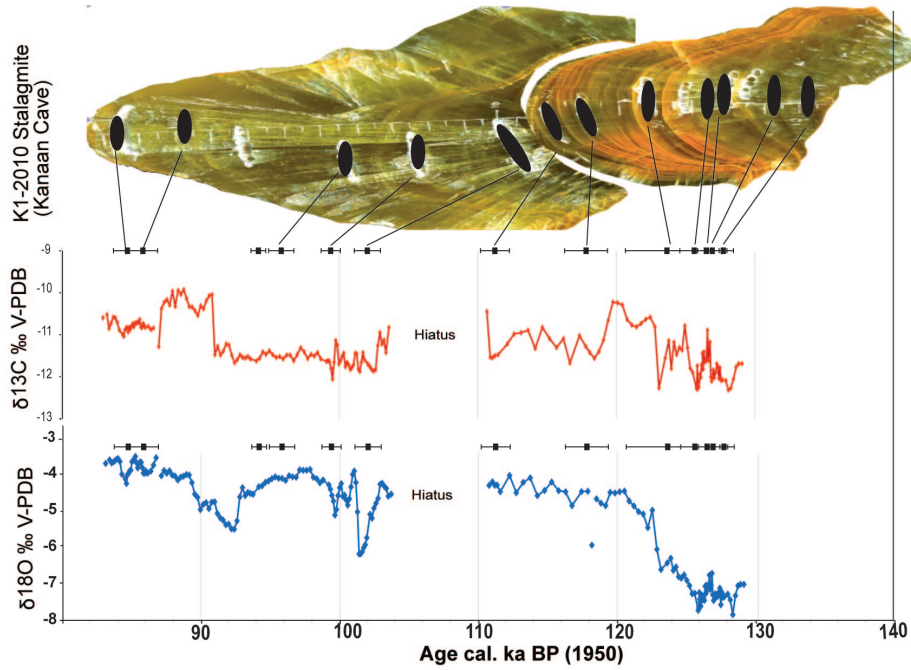 K1-2010 Stalagmite
(Kanaan Cave)
δ13C ‰ V-PDB
-9
-10
-11
-12
-13
Hiatus
δ18O ‰ V-PDB
-3
-4
-5
-6
-7
-8
Hiatus
90
100
110
120
130
140
Age cal. ka BP (1950)